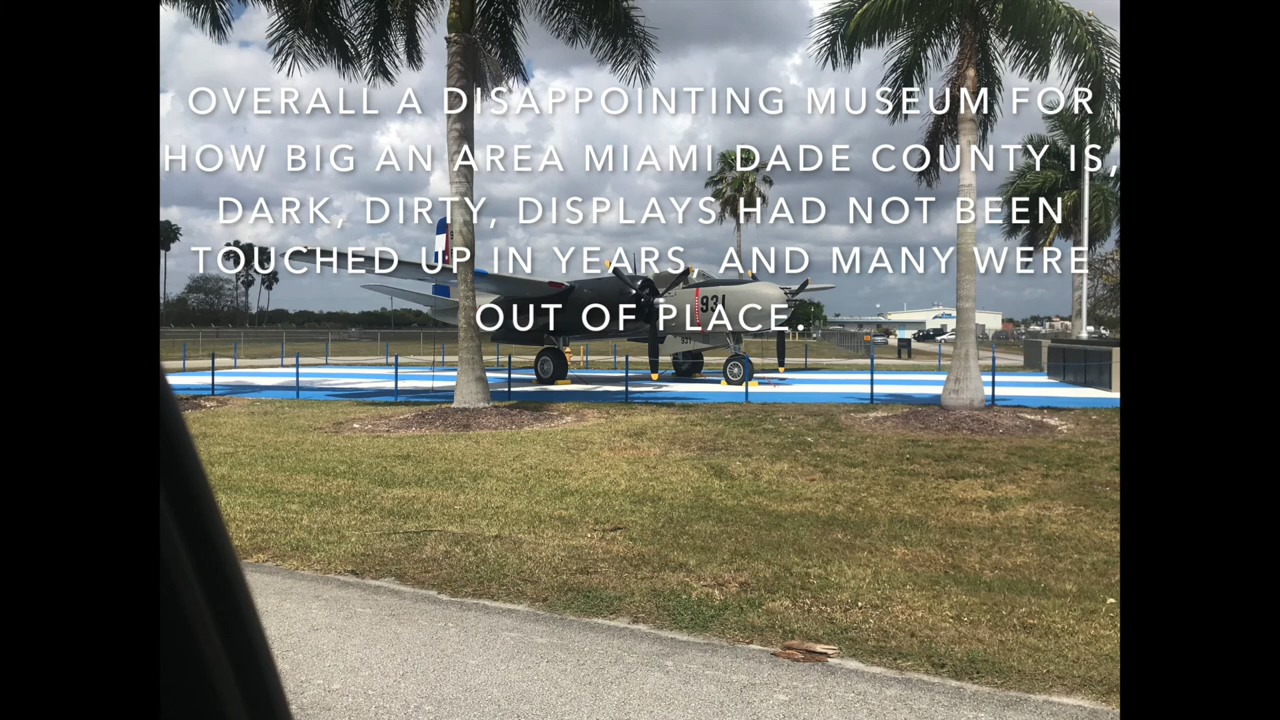 OVERALL A DISAPPOINTING MUSEUM FOR
HOW BIG AN AREA MIAMI DADE COUNTY IS,
DARK, DIRTY, DISPLAYS HAD NOT BEEN
TOUCHED UP IN YEARS, AND MANY WERE
OUT OF PLACE.
931
931